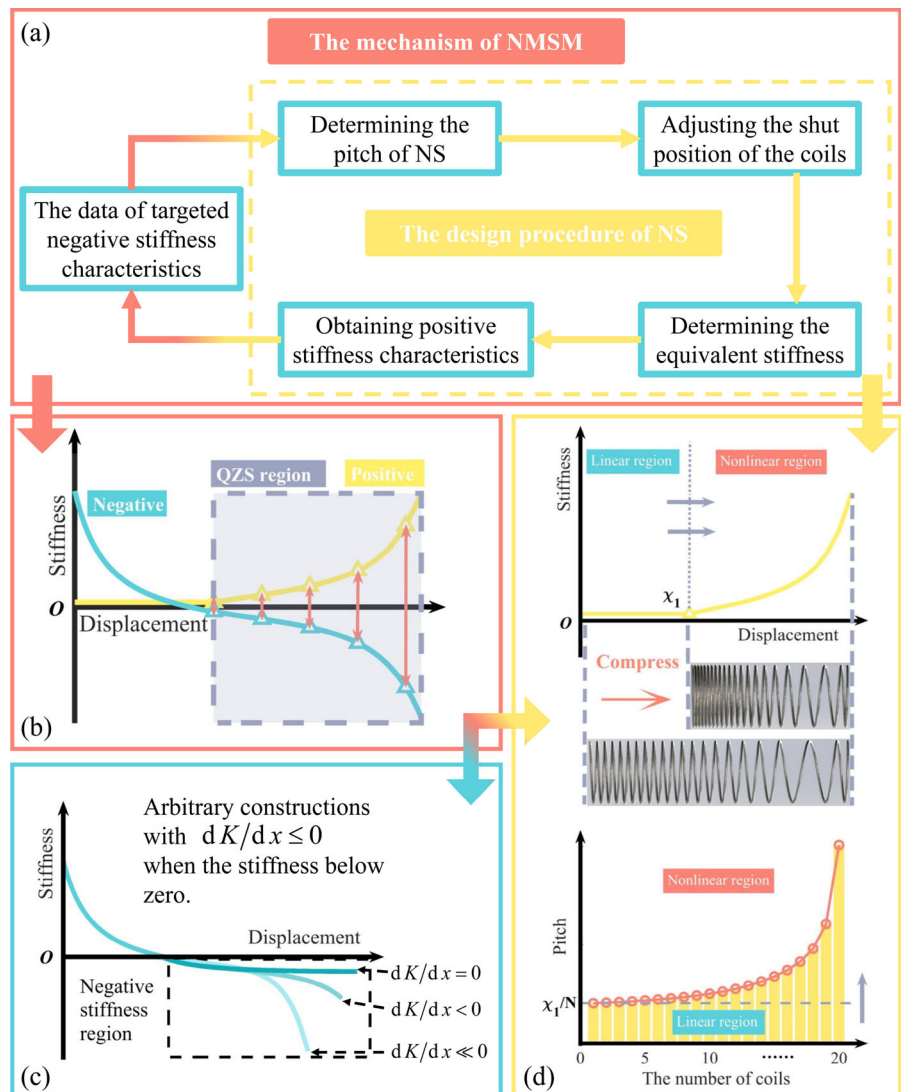 (a)
The mechanism of NMSM
Determining the
pitch of NS
Adjusting the shut
position of the coils
The data of targeted
negative stiffness
characteristics
The design procedure of NS
Obtaining positive
stiffness characteristics
Determining the
equivalent stiffness
(b)
Stiffness
Negative
QZS region
Positive
O
Displacement
(c)
Stiffness
Arbitrary constructions
with dK/dx ≤ 0
when the stiffness below
zero.
Displacement
O
Negative
stiffness
region
dK/dx = 0
dK/dx < 0
dK/dx ≪ 0
Stiffness
Linear region
Nonlinear region
χ₁
O
Displacement
Compress
Pitch
Nonlinear region
χ₁/N
Linear region
0
5
10
······
20
The number of coils
(d)